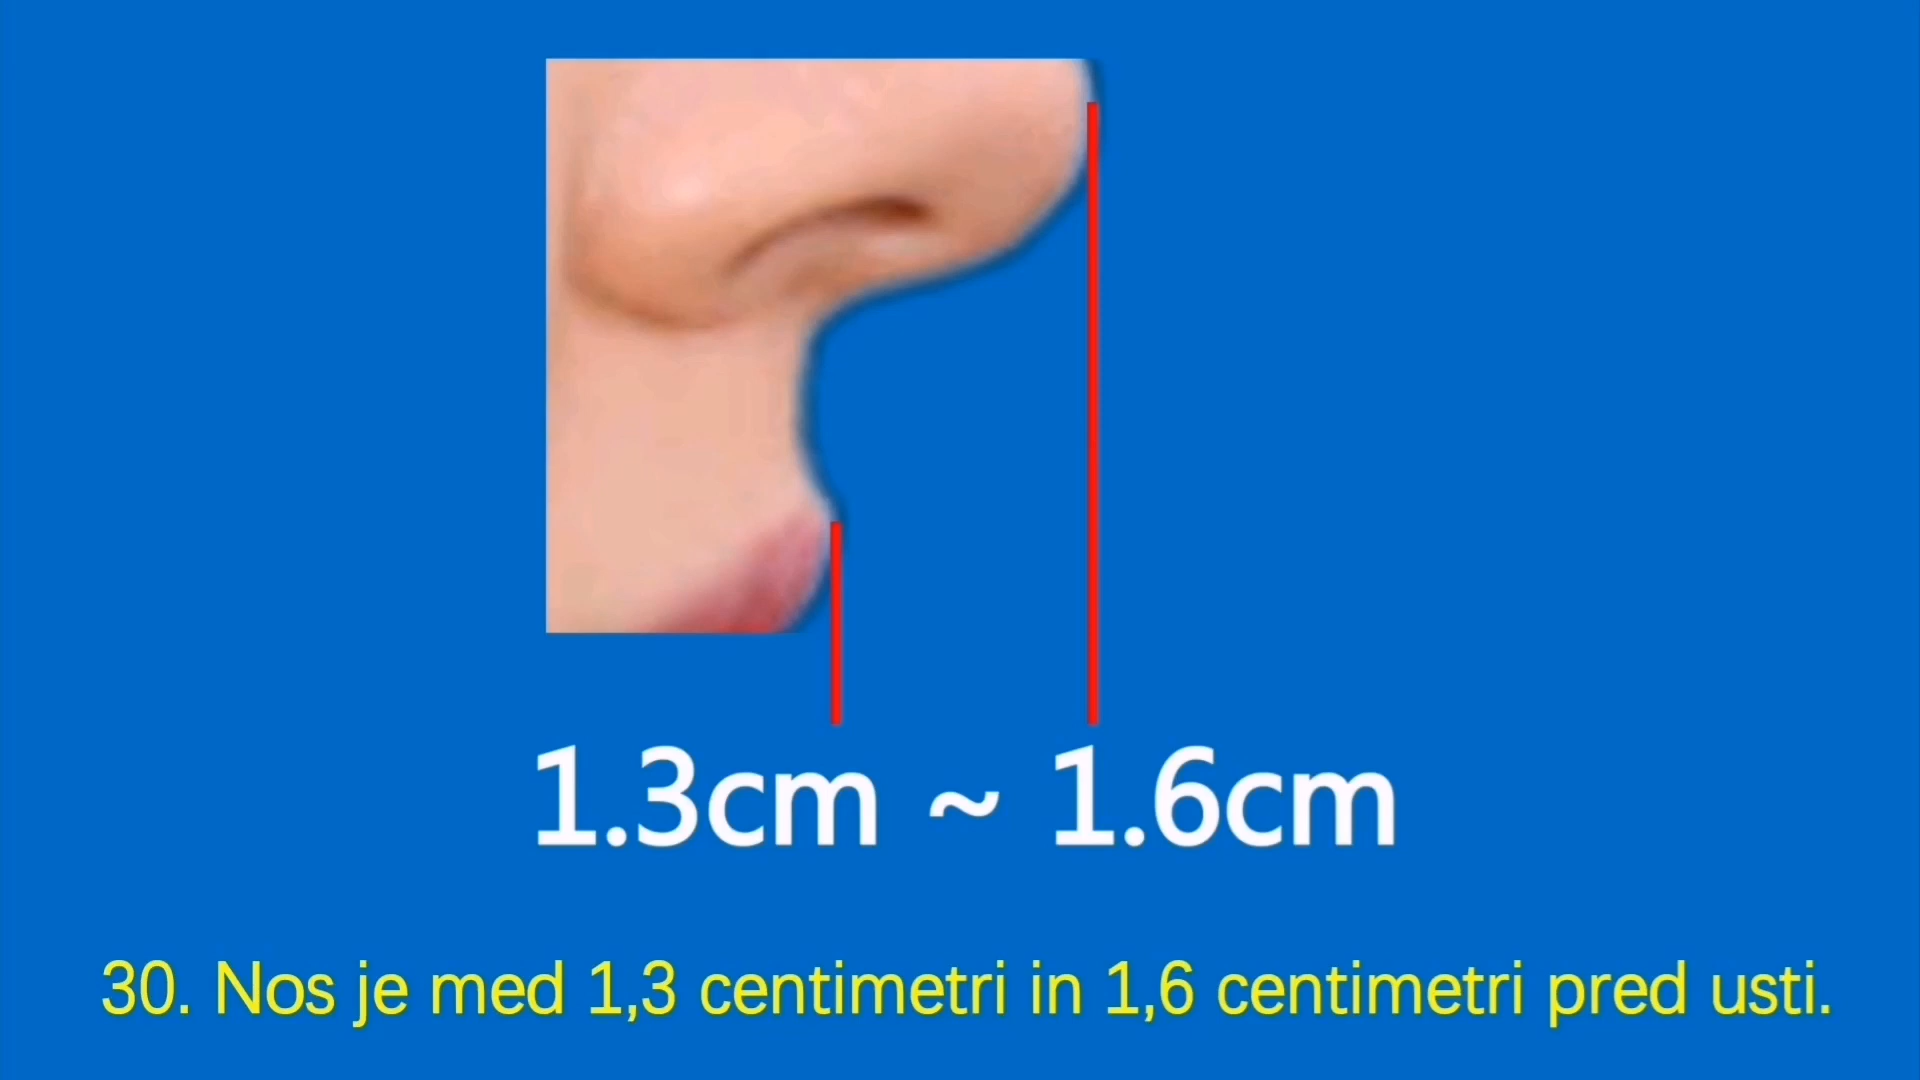 1.3cm ~ 1.6cm
30. Nos je med 1,3 centimetri in 1,6 centimetri pred usti.